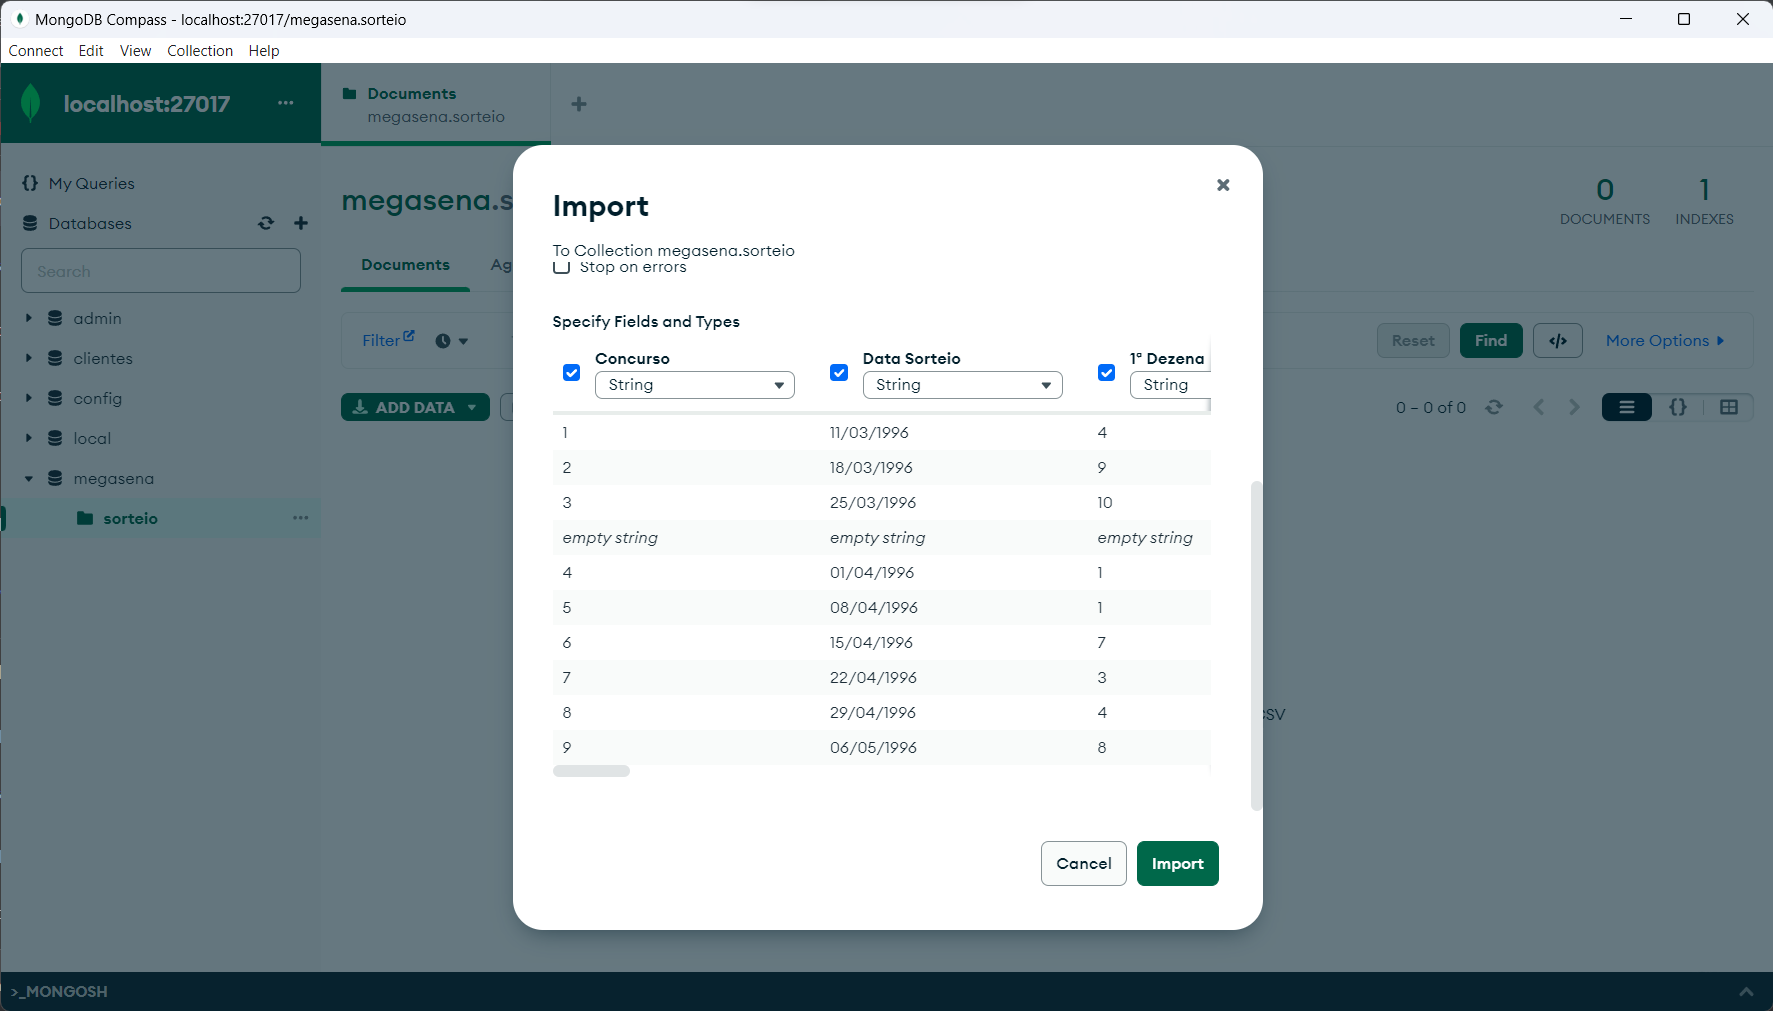 MongoDB Compass - localhost:27017/megasena.sorteio
Connect Edit View Collection Help
localhost:27017
Documents
megasena.sorteio
My Queries
Databases
Search
admin
clientes
config
local
megasena
sorteio
megasena.s
0
DOCUMENTS
1
INDEXES
Documents
Ag
Filter
Reset
Find
</>
More Options
ADD DATA
0 – 0 of 0
{}
CSV
Import
To Collection megasena.sorteio
Stop on errors
Specify Fields and Types
Concurso Data Sorteio 1ª Dezena
String String String
1 11/03/1996 4
2 18/03/1996 9
3 25/03/1996 10
empty string empty string empty string
4 01/04/1996 1
5 08/04/1996 1
6 15/04/1996 7
7 22/04/1996 3
8 29/04/1996 4
9 06/05/1996 8
Cancel Import
>_MONGOSH